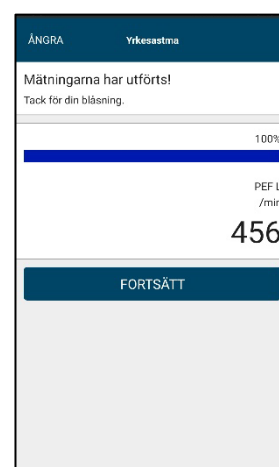 ÅNGRA Yrkesastma
Mätningarna har utförts!
Tack för din blåsning.
100%
PEF L
/min
456
FORTSÄTT